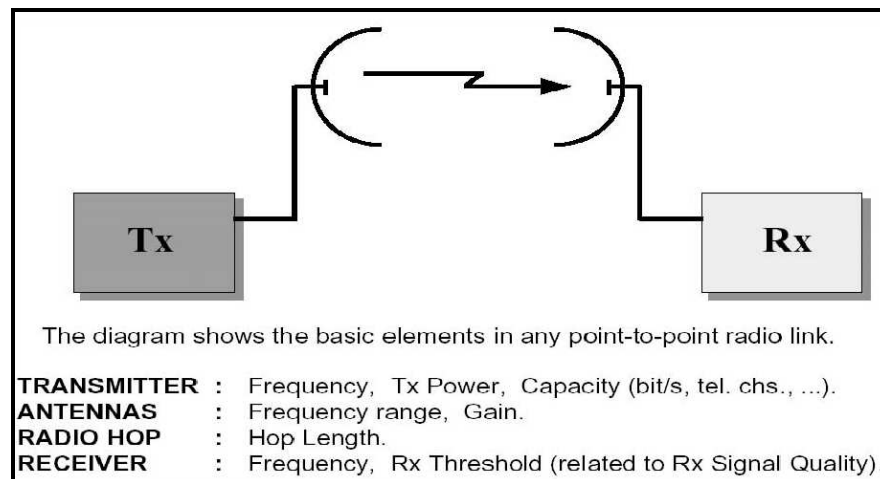 Tx
Rx
The diagram shows the basic elements in any point-to-point radio link.
TRANSMITTER : Frequency, Tx Power, Capacity (bit/s, tel. chs., ...).
ANTENNAS : Frequency range, Gain.
RADIO HOP : Hop Length.
RECEIVER : Frequency, Rx Threshold (related to Rx Signal Quality)